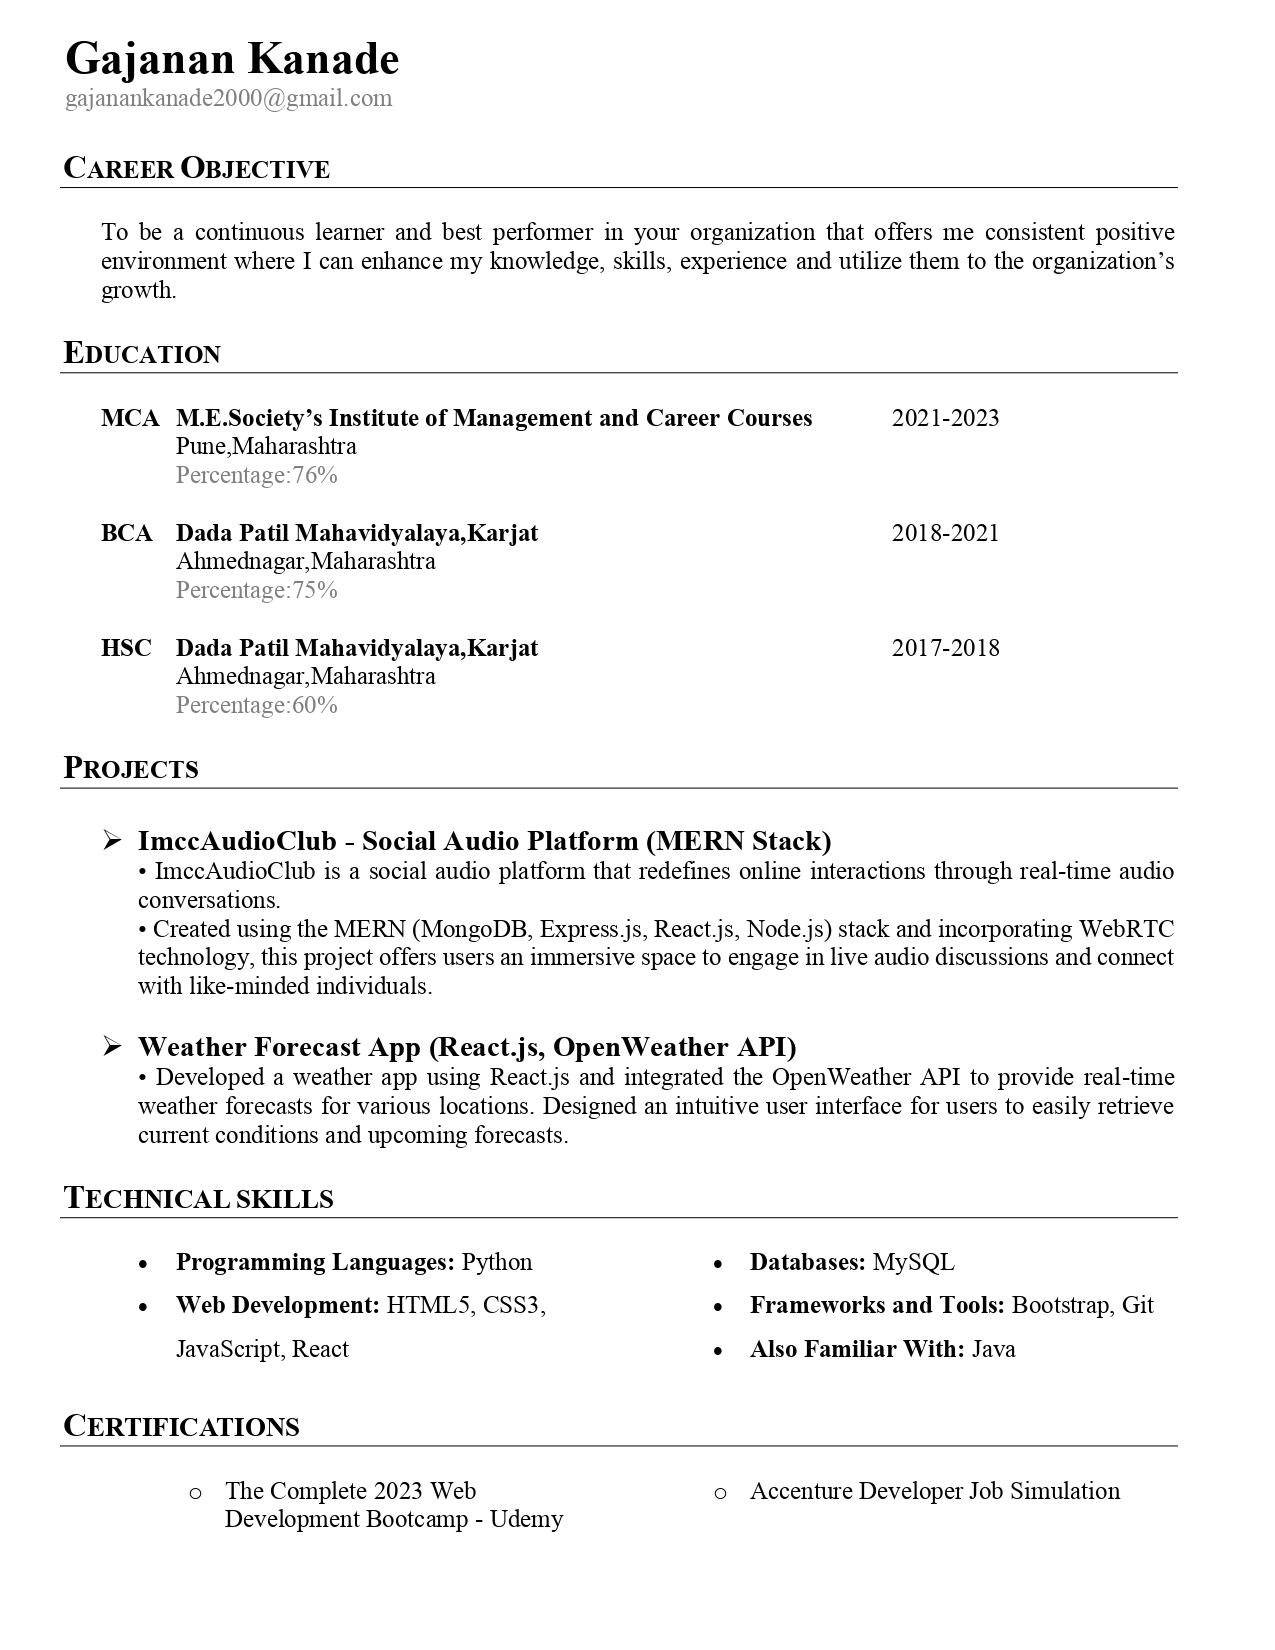 Gajanan Kanade
gajanankanade2000@gmail.com
CAREER OBJECTIVE
To be a continuous learner and best performer in your organization that offers me consistent positive
environment where I can enhance my knowledge, skills, experience and utilize them to the organization’s
growth.
EDUCATION
MCA M.E.Society’s Institute of Management and Career Courses 2021-2023
Pune,Maharashtra
Percentage:76%
BCA Dada Patil Mahavidyalaya,Karjat 2018-2021
Ahmednagar,Maharashtra
Percentage:75%
HSC Dada Patil Mahavidyalaya,Karjat 2017-2018
Ahmednagar,Maharashtra
Percentage:60%
PROJECTS
➢ ImccAudioClub - Social Audio Platform (MERN Stack)
• ImccAudioClub is a social audio platform that redefines online interactions through real-time audio
conversations.
• Created using the MERN (MongoDB, Express.js, React.js, Node.js) stack and incorporating WebRTC
technology, this project offers users an immersive space to engage in live audio discussions and connect
with like-minded individuals.
➢ Weather Forecast App (React.js, OpenWeather API)
• Developed a weather app using React.js and integrated the OpenWeather API to provide real-time
weather forecasts for various locations. Designed an intuitive user interface for users to easily retrieve
current conditions and upcoming forecasts.
TECHNICAL SKILLS
• Programming Languages: Python
• Web Development: HTML5, CSS3,
JavaScript, React
• Databases: MySQL
• Frameworks and Tools: Bootstrap, Git
• Also Familiar With: Java
CERTIFICATIONS
o The Complete 2023 Web
Development Bootcamp - Udemy
o Accenture Developer Job Simulation